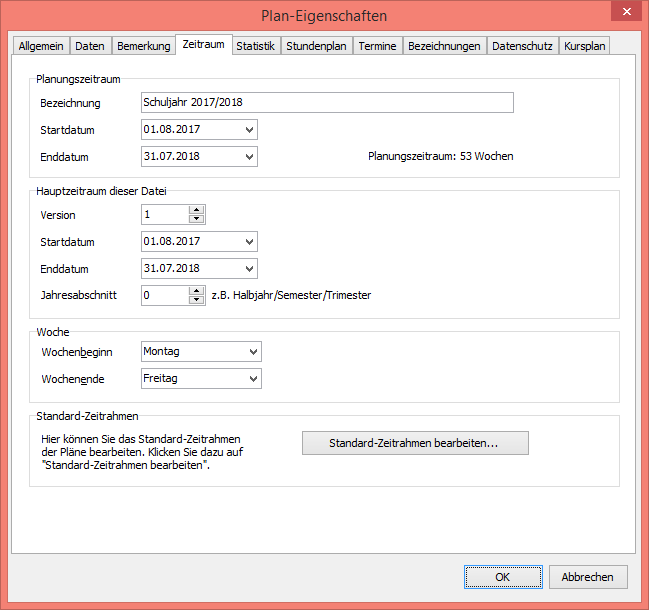 Plan-Eigenschaften
Allgemein Daten Bemerkung Zeitraum Statistik Stundenplan Termine Bezeichnungen Datenschutz Kursplan
Planungszeitraum
Bezeichnung Schuljahr 2017/2018
Startdatum 01.08.2017
Enddatum 31.07.2018 Planungszeitraum: 53 Wochen
Hauptzeitraum dieser Datei
Version 1
Startdatum 01.08.2017
Enddatum 31.07.2018
Jahresabschnitt 0 z.B. Halbjahr/Semester/Trimester
Woche
Wochenbeginn Montag
Wochenende Freitag
Standard-Zeitrahmen
Hier können Sie das Standard-Zeitrahmen
der Pläne bearbeiten. Klicken Sie dazu auf
"Standard-Zeitrahmen bearbeiten".
Standard-Zeitrahmen bearbeiten...
OK Abbrechen